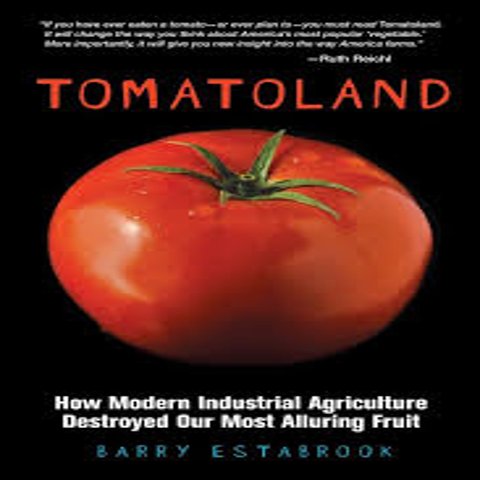 "If you have ever eaten a tomato—or ever plan to—you must read Tomatoland.
It will change the way you think about America's most popular 'vegetable.'
More importantly, it will give you new insight into the way America farms."
—Ruth Reichl
TOMATOLAND
How Modern Industrial Agriculture
Destroyed Our Most Alluring Fruit
BARRY ESTABROOK